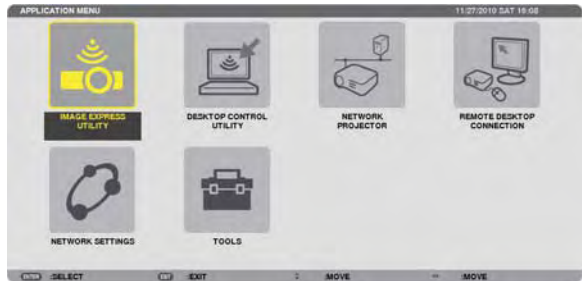 APPLICATION MENU 11/27/2010 SAT 16:08
IMAGE EXPRESS
UTILITY
DESKTOP CONTROL
UTILITY
NETWORK
PROJECTOR
REMOTE DESKTOP
CONNECTION
NETWORK SETTINGS
TOOLS
ENTER :SELECT EXIT :EXIT :MOVE :MOVE